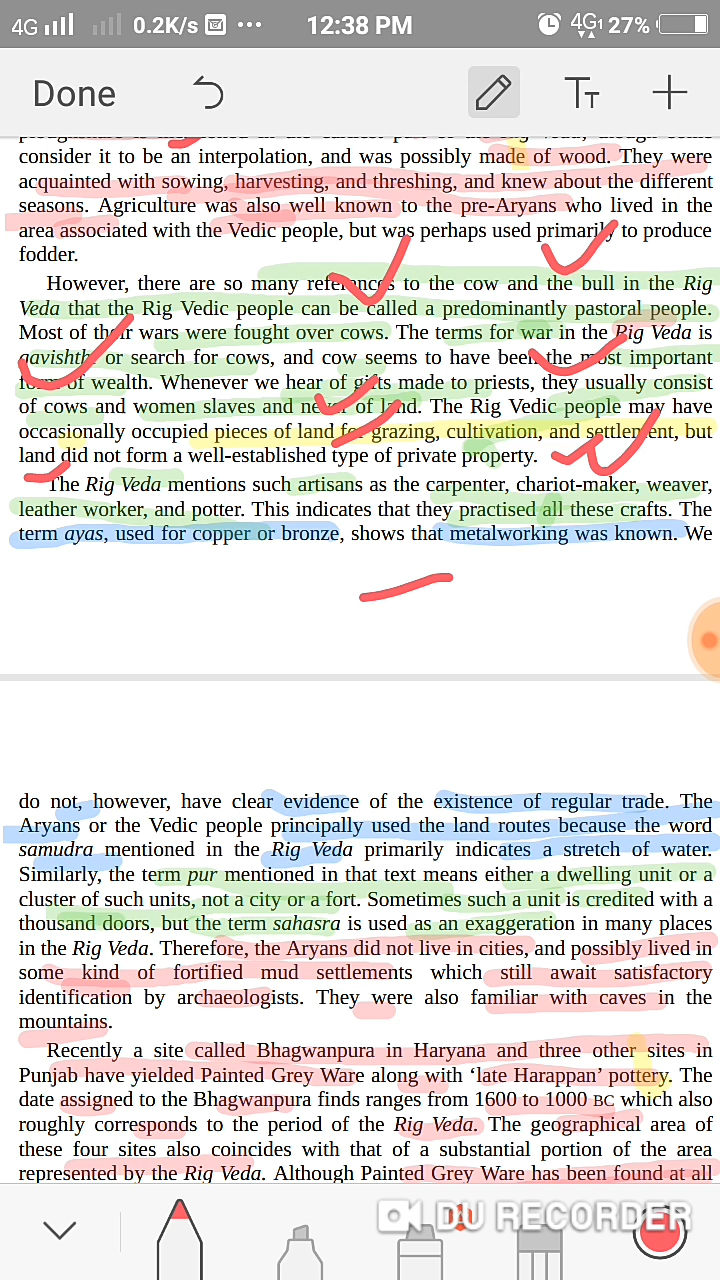 4G 0.2K/s 12:38 PM 4G1 27%
Done TT
consider it to be an interpolation, and was possibly made of wood. They were
acquainted with sowing, harvesting, and threshing, and knew about the different
seasons. Agriculture was also well known to the pre-Aryans who lived in the
area associated with the Vedic people, but was perhaps used primarily to produce
fodder.
However, there are so many references to the cow and the bull in the Rig
Veda that the Rig Vedic people can be called a predominantly pastoral people.
Most of their wars were fought over cows. The terms for war in the Rig Veda is
gavishthi or search for cows, and cow seems to have been the most important
form of wealth. Whenever we hear of gifts made to priests, they usually consist
of cows and women slaves and never of land. The Rig Vedic people may have
occasionally occupied pieces of land for grazing, cultivation, and settlement, but
land did not form a well-established type of private property.
The Rig Veda mentions such artisans as the carpenter, chariot-maker, weaver,
leather worker, and potter. This indicates that they practised all these crafts. The
term ayas, used for copper or bronze, shows that metalworking was known. We
do not, however, have clear evidence of the existence of regular trade. The
Aryans or the Vedic people principally used the land routes because the word
samudra mentioned in the Rig Veda primarily indicates a stretch of water.
Similarly, the term pur mentioned in that text means either a dwelling unit or a
cluster of such units, not a city or a fort. Sometimes such a unit is credited with a
thousand doors, but the term sahasra is used as an exaggeration in many places
in the Rig Veda. Therefore, the Aryans did not live in cities, and possibly lived in
some kind of fortified mud settlements which still await satisfactory
identification by archaeologists. They were also familiar with caves in the
mountains.
Recently a site called Bhagwanpura in Haryana and three other sites in
Punjab have yielded Painted Grey Ware along with ‘late Harappan’ pottery. The
date assigned to the Bhagwanpura finds ranges from 1600 to 1000 BC which also
roughly corresponds to the period of the Rig Veda. The geographical area of
these four sites also coincides with that of a substantial portion of the area
represented by the Rig Veda. Although Painted Grey Ware has been found at all
DU RECORDER